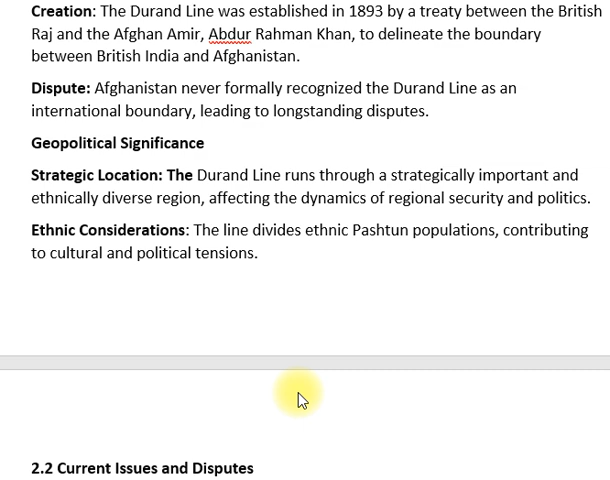 Creation: The Durand Line was established in 1893 by a treaty between the British
Raj and the Afghan Amir, Abdur Rahman Khan, to delineate the boundary
between British India and Afghanistan.
Dispute: Afghanistan never formally recognized the Durand Line as an
international boundary, leading to longstanding disputes.
Geopolitical Significance
Strategic Location: The Durand Line runs through a strategically important and
ethnically diverse region, affecting the dynamics of regional security and politics.
Ethnic Considerations: The line divides ethnic Pashtun populations, contributing
to cultural and political tensions.
2.2 Current Issues and Disputes